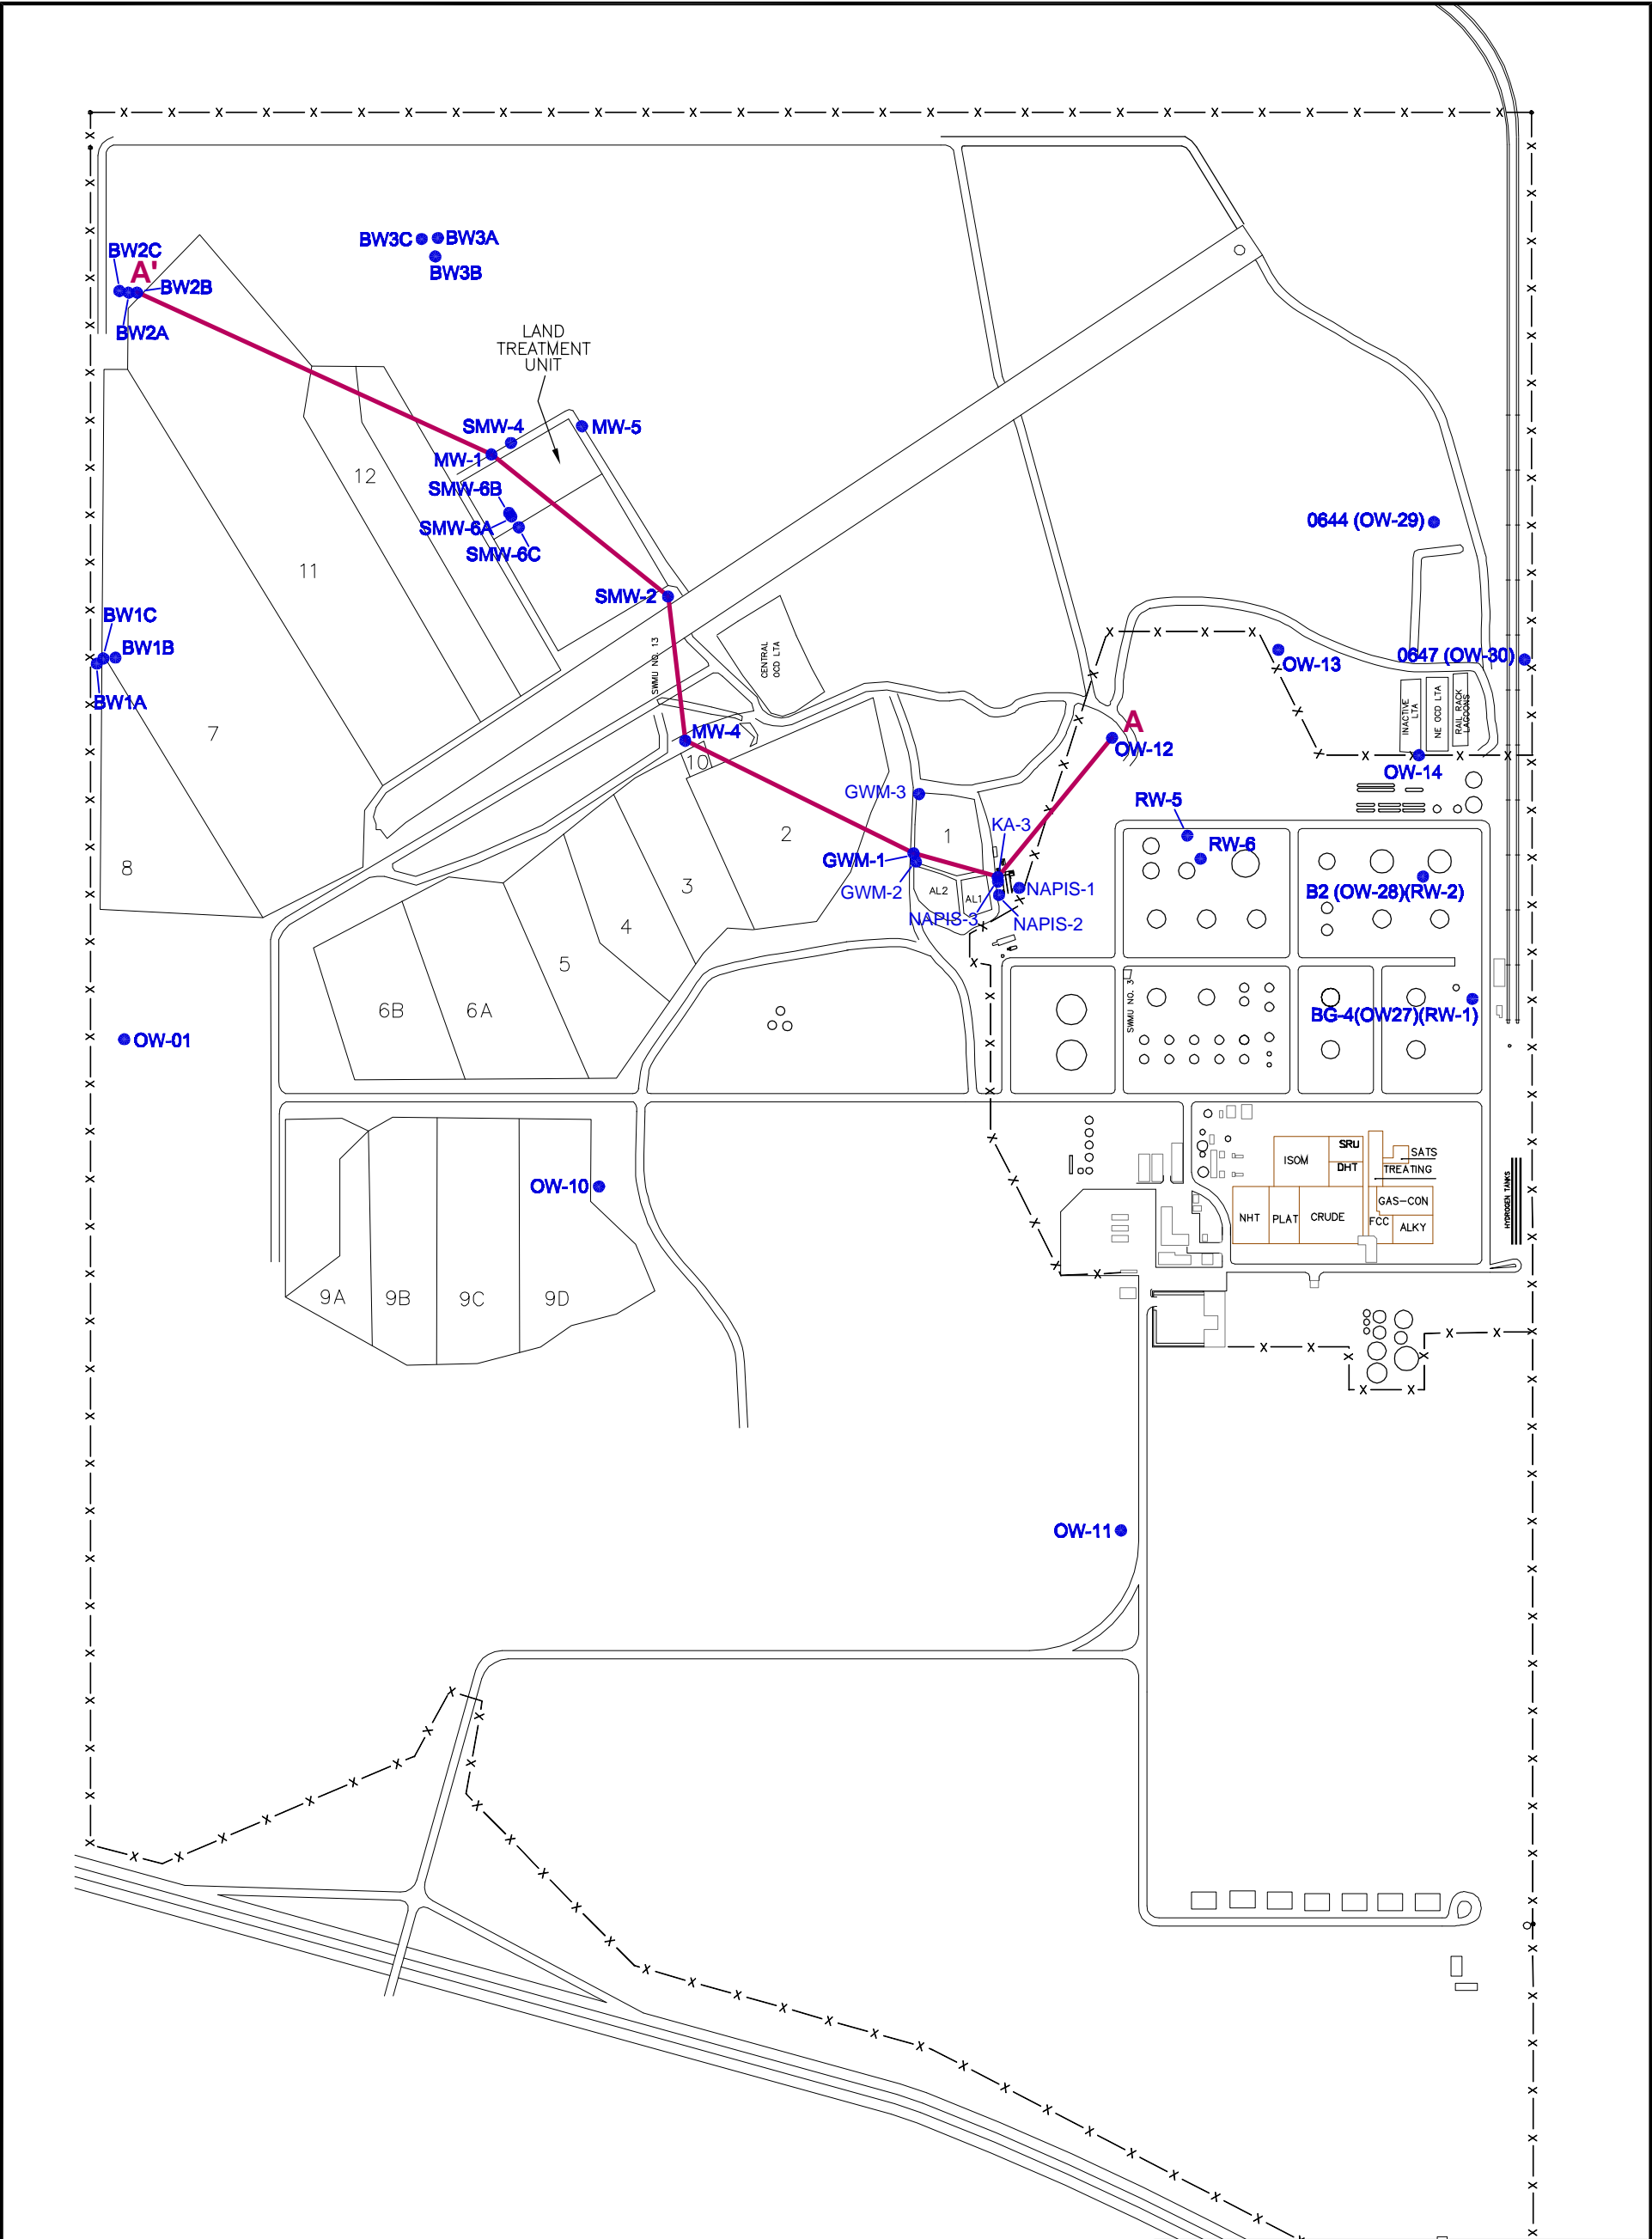 BW3C
BW3A
BW3B
BW2C
A'
BW2B
BW2A
LAND
TREATMENT
UNIT
SMW-4
MW-5
MW-1
12
SMW-6B
SMW-6A
SMW-6C
0644 (OW-29)
11
SMW-2
BW1C
BW1B
BW1A
SWMU NO. 13
CENTRAL
OCD LTA
OW-13
0647 (OW-30)
INACTIVE
LTA
NE OCD LTA
RAIL RACK
LAGOONS
7
MW-4
A
OW-12
10
OW-14
GWM-3
RW-5
KA-3
2
1
RW-6
GWM-1
8
3
GWM-2
AL2
AL1
NAPIS-1
B2 (OW-28)(RW-2)
4
NAPIS-3
NAPIS-2
5
6B
6A
SWMU NO. 3
BG-4(OW27)(RW-1)
OW-01
SRU
SATS
ISOM
DHT
TREATING
HYDROGEN TANKS
OW-10
GAS-CON
NHT
PLAT
CRUDE
FCC
ALKY
9A
9B
9C
9D
OW-11